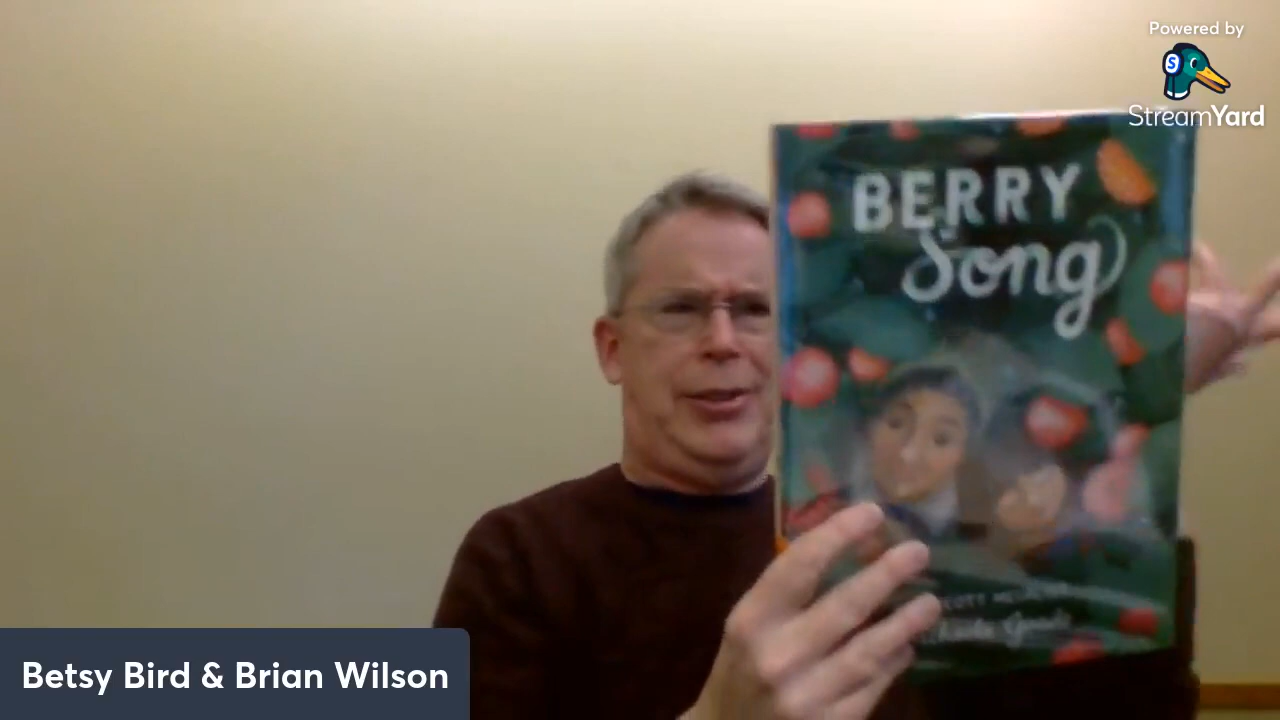 Powered by
S
StreamYard
BERRY
Song
Betsy Bird & Brian Wilson